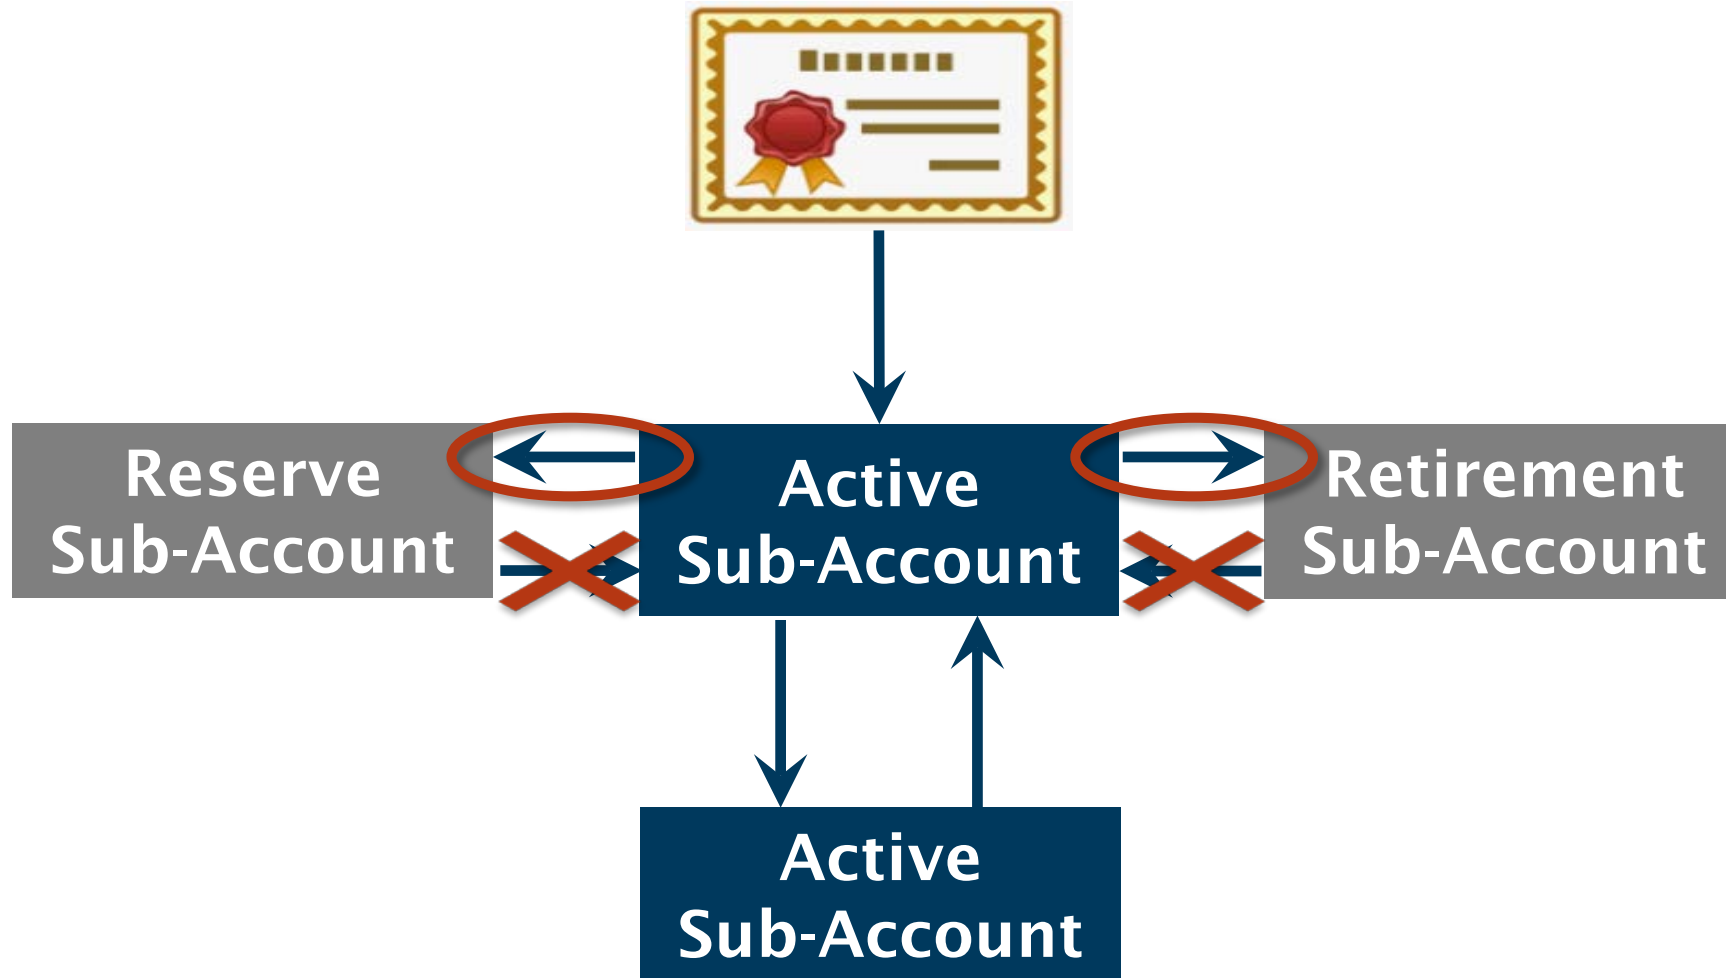 Reserve
Sub-Account
Active
Sub-Account
Retirement
Sub-Account
Active
Sub-Account